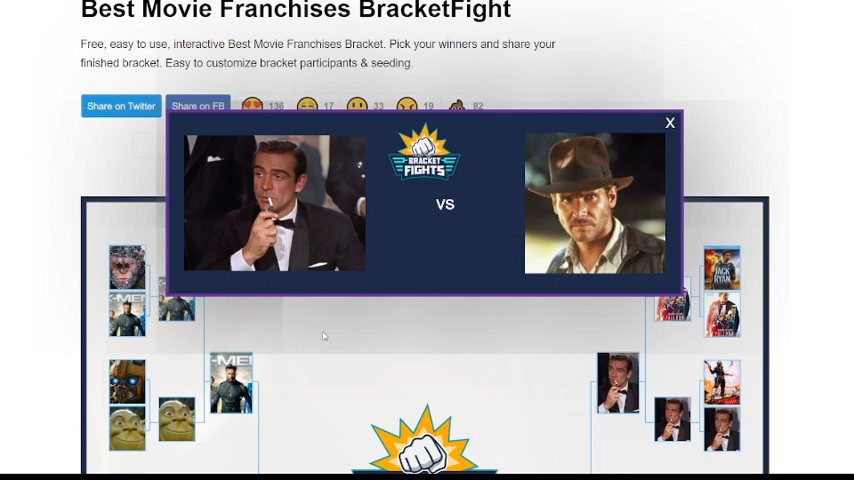 Best Movie Franchises BracketFight
Free, easy to use, interactive Best Movie Franchises Bracket. Pick your winners and share your
finished bracket. Easy to customize bracket participants & seeding.
Share on Twitter
Share on FB
136
17
33
19
82
X
BRACKET
FIGHTS
VS
JACK
RYAN
X-MEN